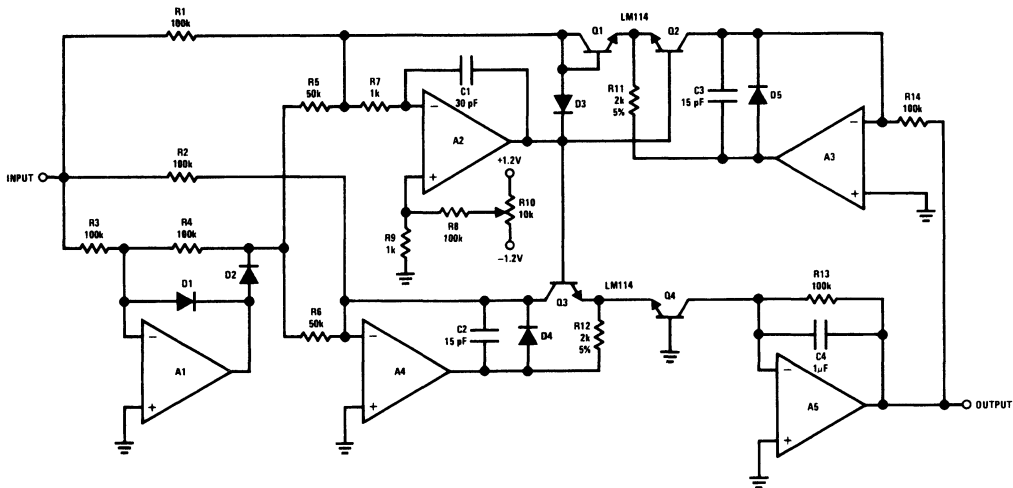 R1
100k
Q1
LM114
Q2
R5
50k
R7
1k
C1
30 pF
D3
R11
2k
5%
C3
15 pF
D5
R14
100k
−
A2
+
−
A3
+
R2
100k
INPUT
+1.2V
R10
10k
−1.2V
R8
100k
R9
1k
R3
100k
R4
100k
D2
D1
−
A1
+
R6
50k
−
A4
+
C2
15 pF
D4
Q3
LM114
R12
2k
5%
Q4
R13
100k
C4
1µF
−
A5
+
OUTPUT